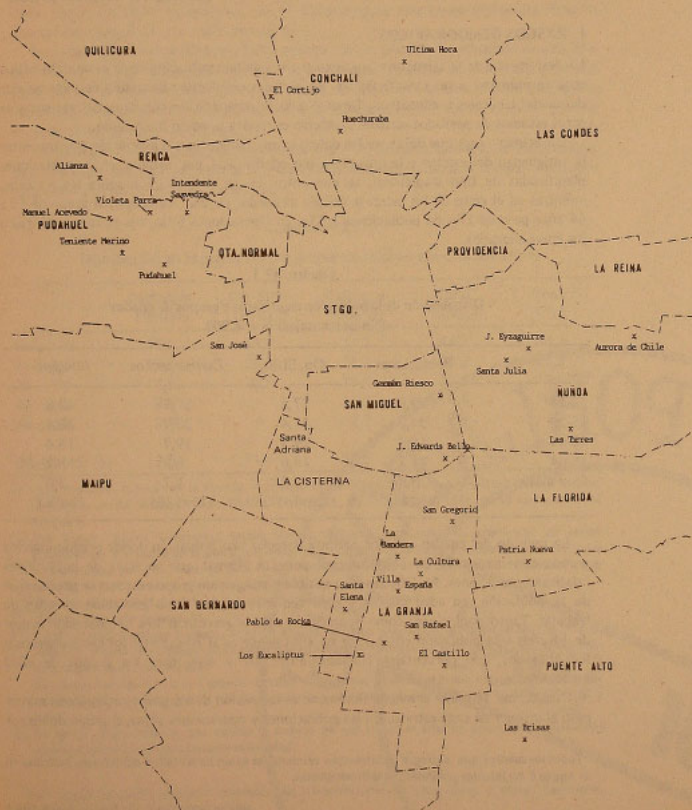 QUILICURA
Ultima Hora
CONCHALI
El Cortijo
Huechuraba
LAS CONDES
RENCA
Alianza
Intendente
Saavedra
Violeta Parra
Manuel Acevedo
PUDAHUEL
Teniente Merino
Pudahuel
QTA.NORMAL
PROVIDENCIA
LA REINA
STGO.
San José
J. Eyzaguirre
Santa Julia
Aurora de Chile
Germán Riesco
SAN MIGUEL
ÑUÑOA
Las Torres
Santa
Adriana
J. Edwards Bello
MAIPU
LA CISTERNA
LA FLORIDA
San Gregorio
La
Bandera
Patria Nueva
La Cultura
Villa
España
Santa
Elena
SAN BERNARDO
LA GRANJA
Pablo de Rocka
San Rafael
Los Eucaliptus
El Castillo
PUENTE ALTO
Las Brisas